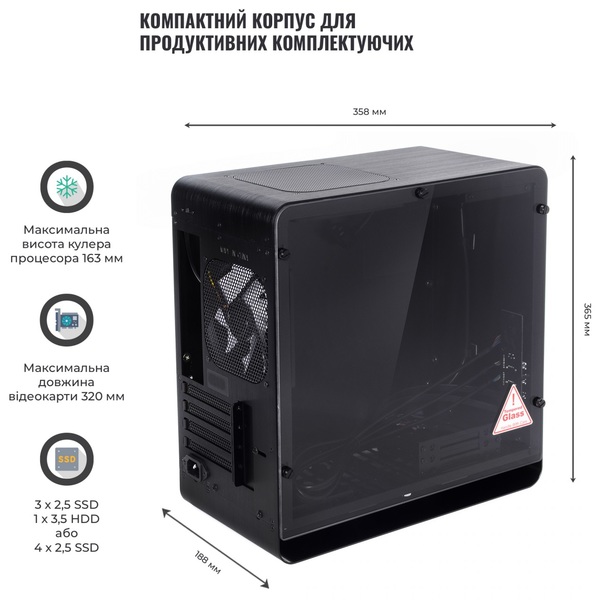 КОМПАКТНИЙ КОРПУС ДЛЯ
ПРОДУКТИВНИХ КОМПЛЕКТУЮЧИХ
358 мм
Максимальна
висота кулера
процесора 163 мм
365 мм
Максимальна
довжина
відеокарти 320 мм
Glass
SSD
3 x 2,5 SSD
1 x 3,5 HDD
або
4 x 2,5 SSD
188 мм